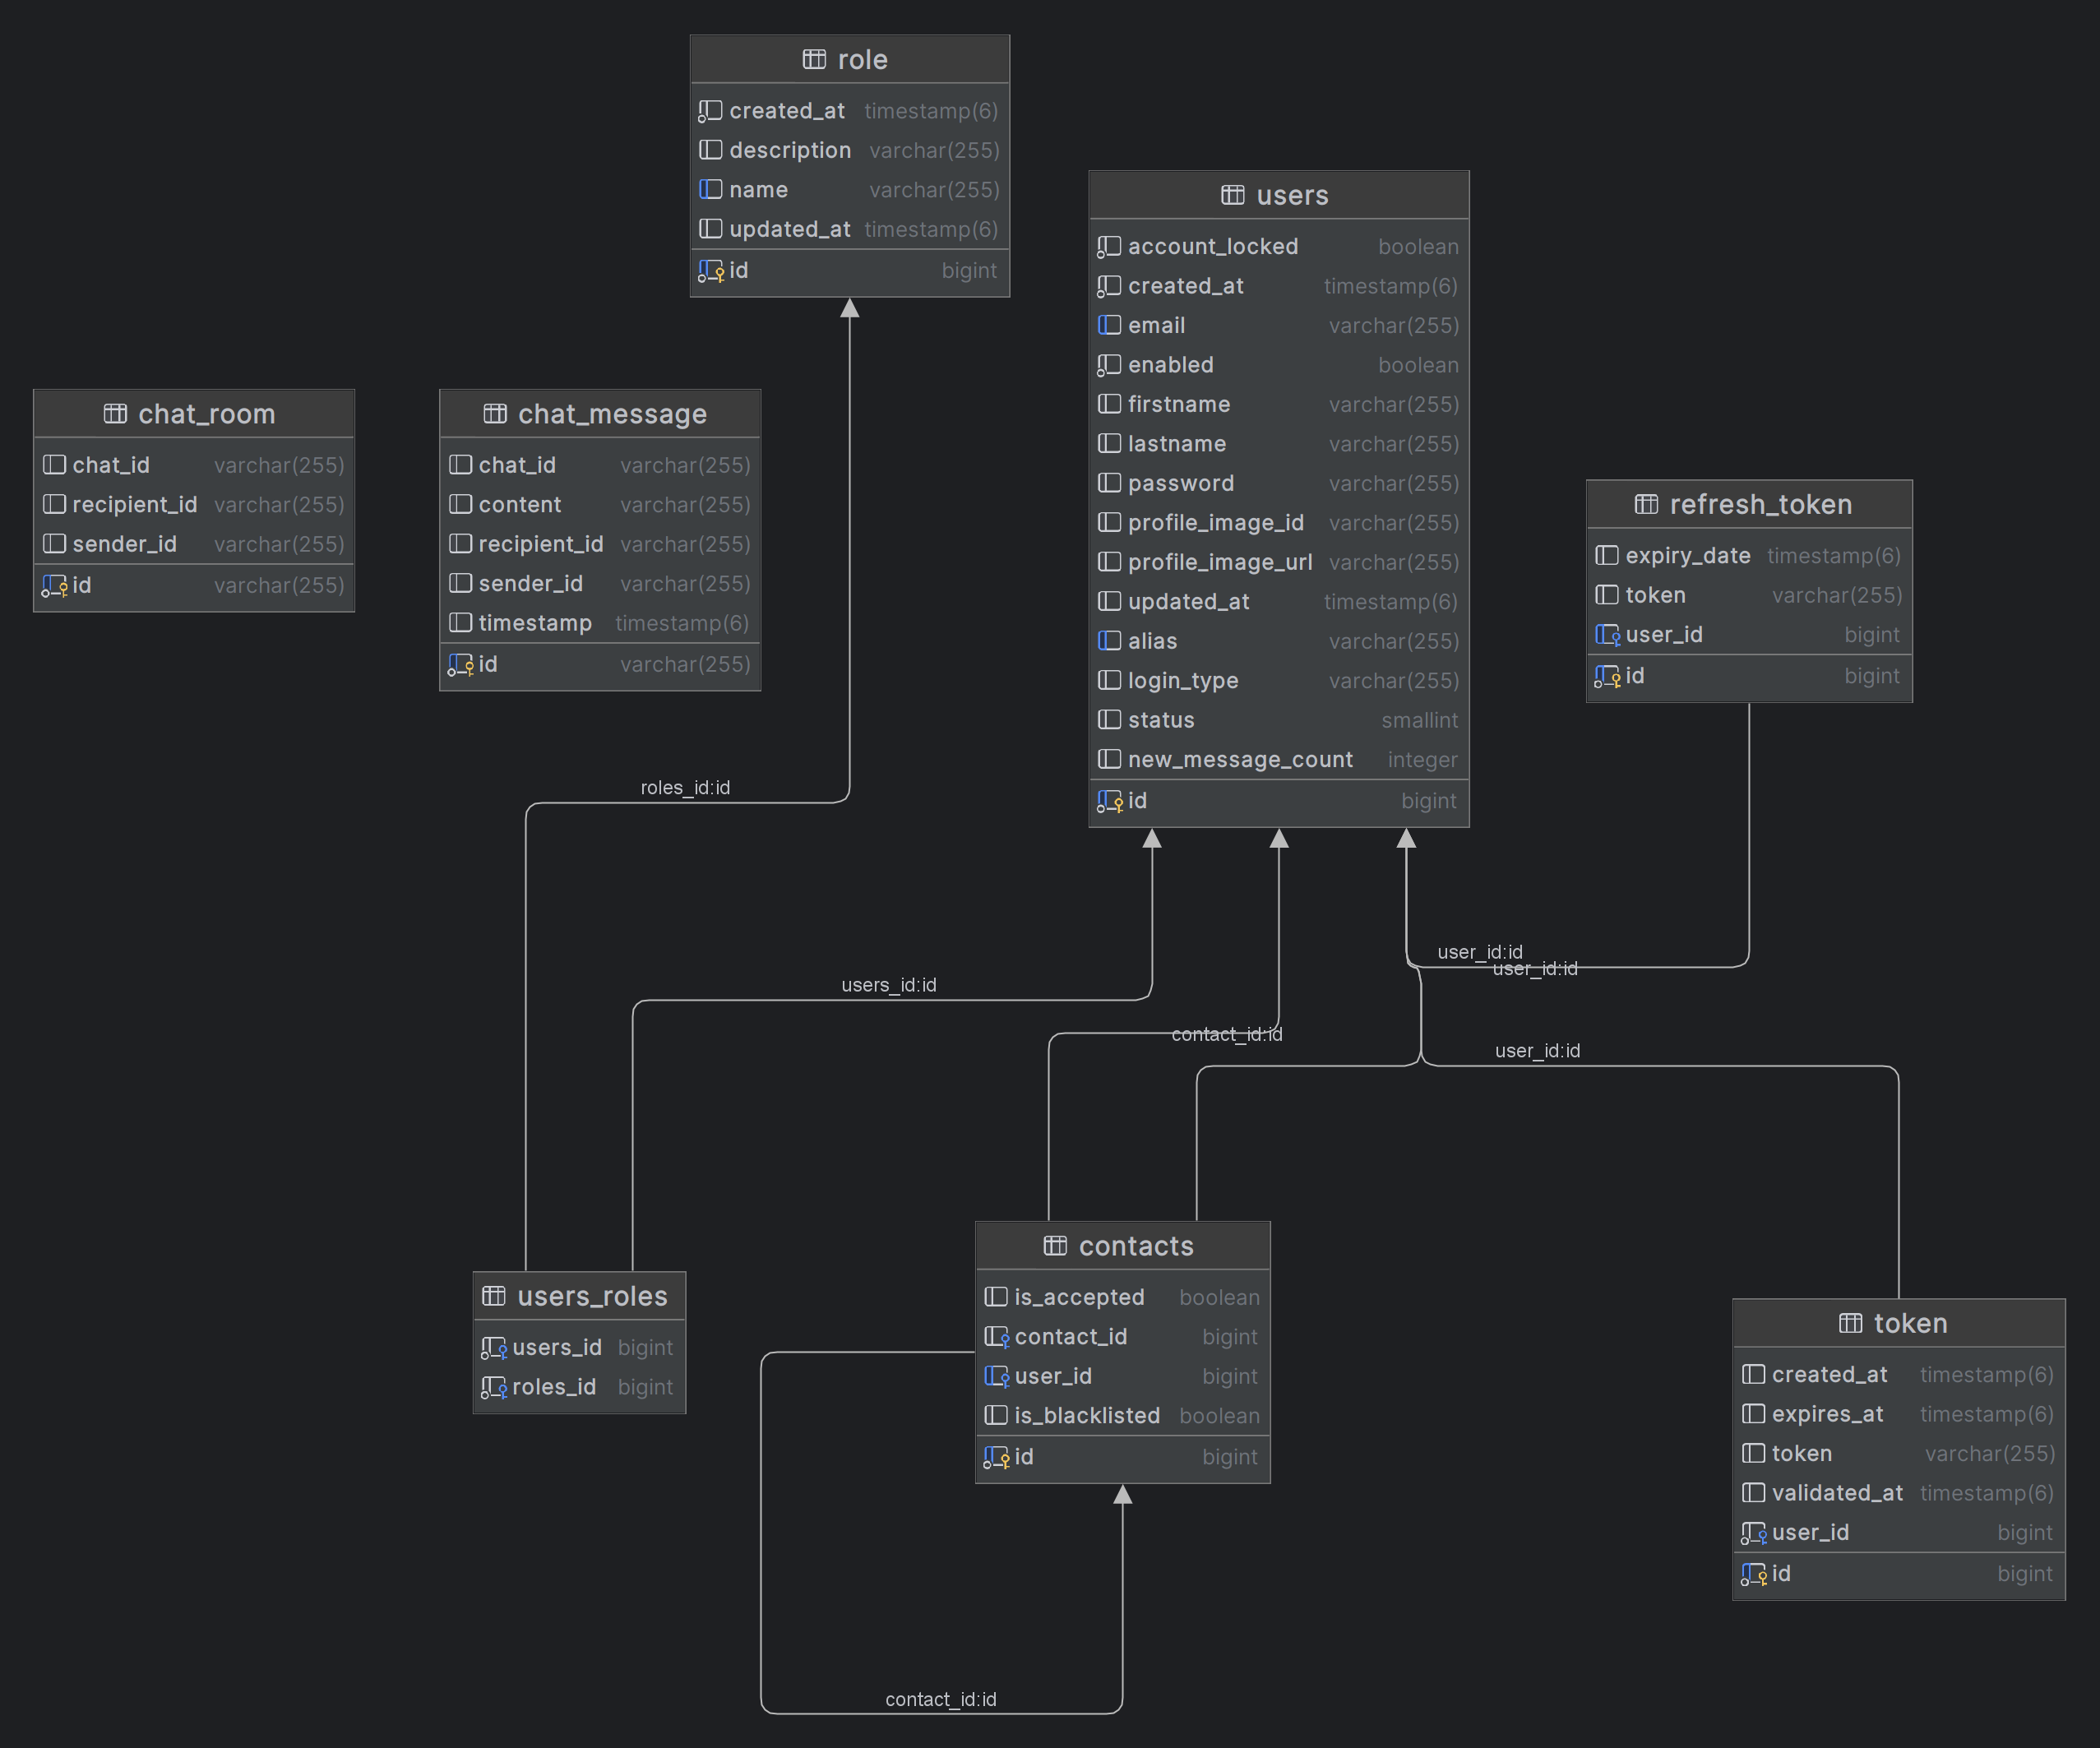 role
created_at timestamp(6)
description varchar(255)
name varchar(255)
updated_at timestamp(6)
id bigint
users
account_locked boolean
created_at timestamp(6)
email varchar(255)
enabled boolean
firstname varchar(255)
lastname varchar(255)
password varchar(255)
profile_image_id varchar(255)
profile_image_url varchar(255)
updated_at timestamp(6)
alias varchar(255)
login_type varchar(255)
status smallint
new_message_count integer
id bigint
chat_room
chat_id varchar(255)
recipient_id varchar(255)
sender_id varchar(255)
id varchar(255)
chat_message
chat_id varchar(255)
content varchar(255)
recipient_id varchar(255)
sender_id varchar(255)
timestamp timestamp(6)
id varchar(255)
refresh_token
expiry_date timestamp(6)
token varchar(255)
user_id bigint
id bigint
roles_id:id
user_id:id
user_id:id
users_id:id
contact_id:id
user_id:id
users_roles
users_id bigint
roles_id bigint
contacts
is_accepted boolean
contact_id bigint
user_id bigint
is_blacklisted boolean
id bigint
token
created_at timestamp(6)
expires_at timestamp(6)
token varchar(255)
validated_at timestamp(6)
user_id bigint
id bigint
contact_id:id